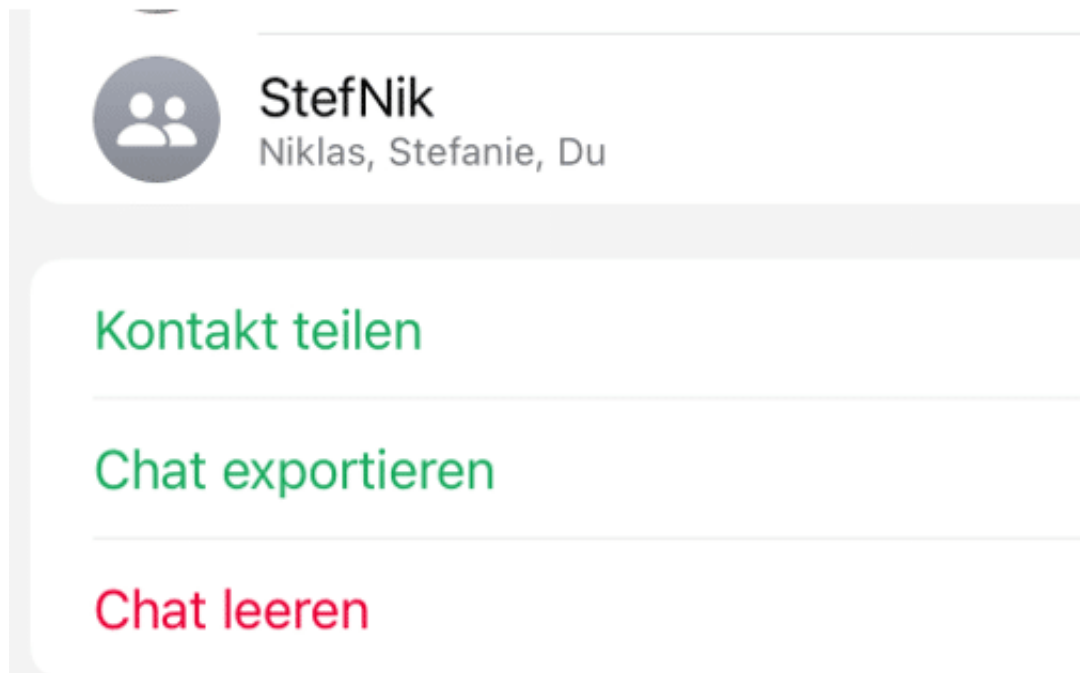 StefNik
Niklas, Stefanie, Du
Kontakt teilen
Chat exportieren
Chat leeren